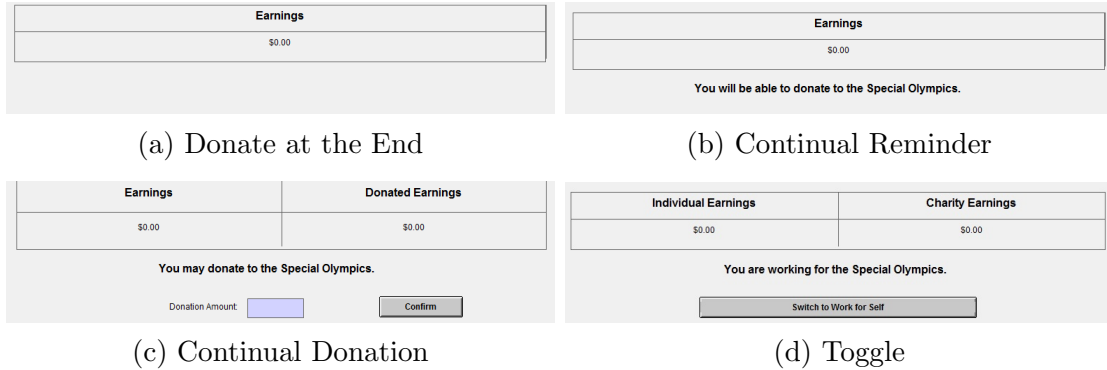 Earnings
$0.00
(a) Donate at the End
Earnings
$0.00
You will be able to donate to the Special Olympics.
(b) Continual Reminder
Earnings Donated Earnings
$0.00 $0.00
You may donate to the Special Olympics.
Donation Amount: Confirm
(c) Continual Donation
Individual Earnings Charity Earnings
$0.00 $0.00
You are working for the Special Olympics.
Switch to Work for Self
(d) Toggle